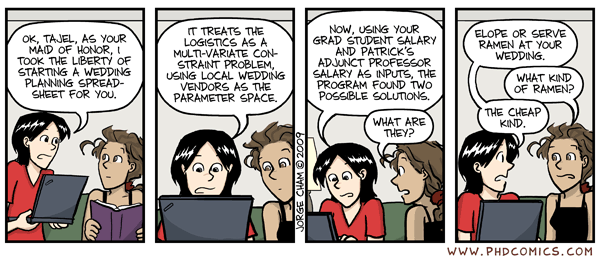 OK, TAJEL, AS YOUR
MAID OF HONOR, I
TOOK THE LIBERTY OF
STARTING A WEDDING
PLANNING SPREAD-
SHEET FOR YOU.
IT TREATS THE
LOGISTICS AS A
MULTI-VARIATE CON-
STRAINT PROBLEM,
USING LOCAL WEDDING
VENDORS AS THE
PARAMETER SPACE.
JORGE CHAM © 2009
NOW, USING YOUR
GRAD STUDENT SALARY
AND PATRICK'S
ADJUNCT PROFESSOR
SALARY AS INPUTS, THE
PROGRAM FOUND TWO
POSSIBLE SOLUTIONS.
WHAT ARE
THEY?
ELOPE OR SERVE
RAMEN AT YOUR
WEDDING.
WHAT KIND
OF RAMEN?
THE CHEAP
KIND.
WWW.PHDCOMICS.COM